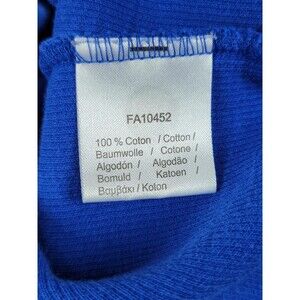 FA10452
100 % Coton / Cotton /
Baumwolle / Cotone /
Algodón / Algodão /
Bomuld / Katoen /
Βαμβάκι / Koton